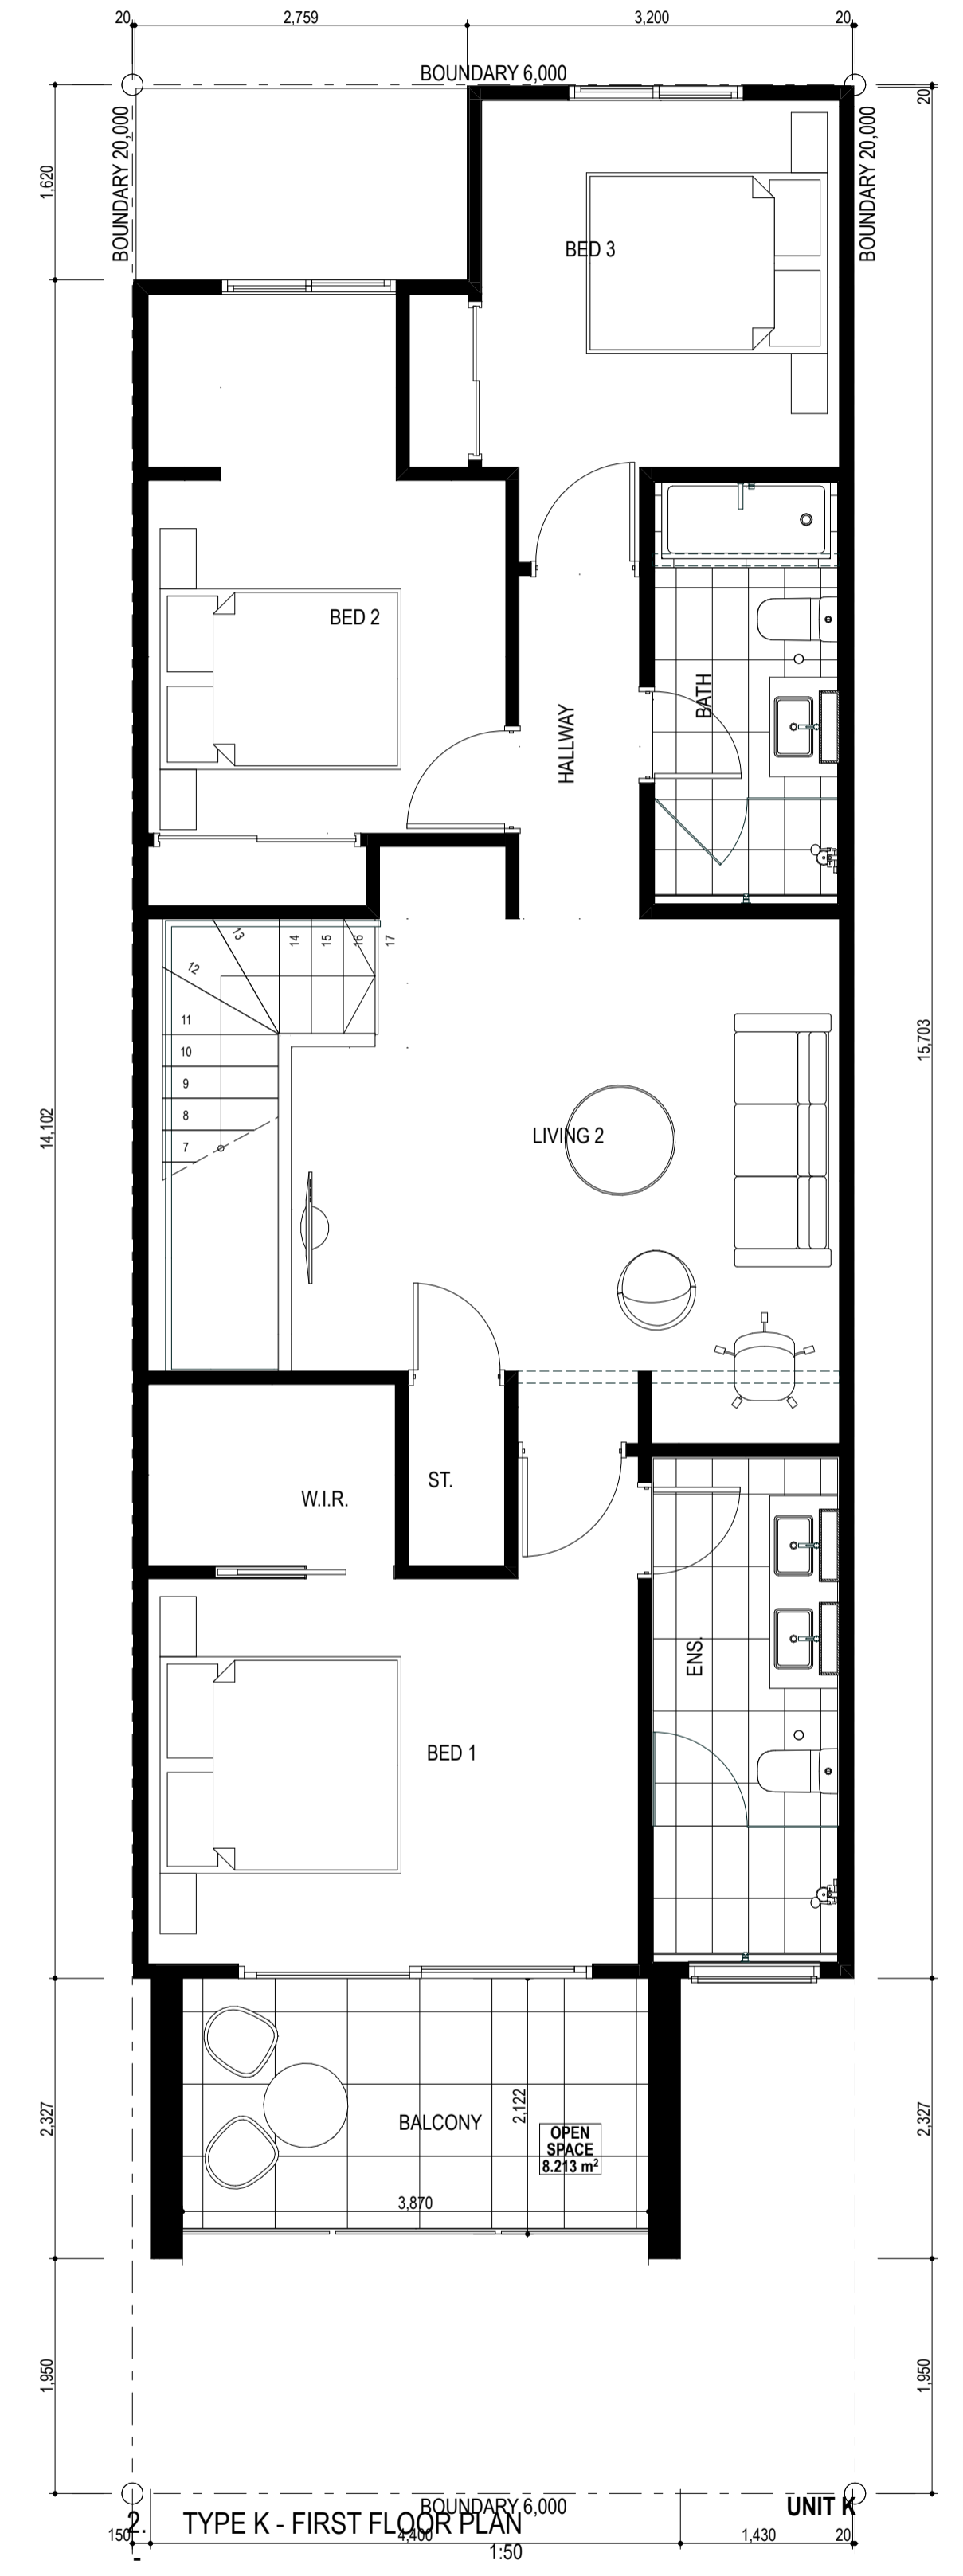 20
2,759
3,200
20
BOUNDARY 6,000
BOUNDARY 20,000
BOUNDARY 20,000
20
1,620
BED 3
BED 2
HALLWAY
BATH
13
14
15
16
17
12
11
10
9
8
7
15,703
14,102
LIVING 2
W.I.R.
ST.
ENS.
BED 1
2,327
2,327
BALCONY
2,122
OPEN
SPACE
8.213 m²
3,870
1,950
1,950
BOUNDARY 6,000
UNIT K
2.
TYPE K - FIRST FLOOR PLAN
150
4,400
1,430
20
1:50
-